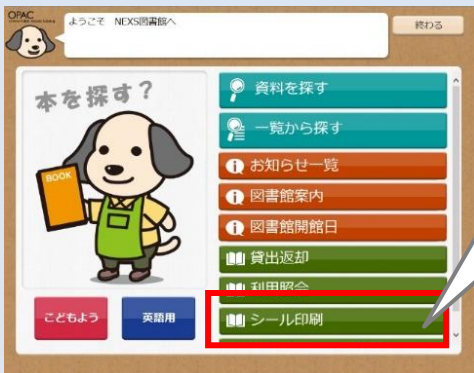 OPAC
ようこそ NEXS図書館へ
終わる
本を探す?
BOOK
資料を探す
一覧から探す
お知らせ一覧
図書館案内
図書館開館日
貸出返却
利用照会
シール印刷
こどもよう
英語用